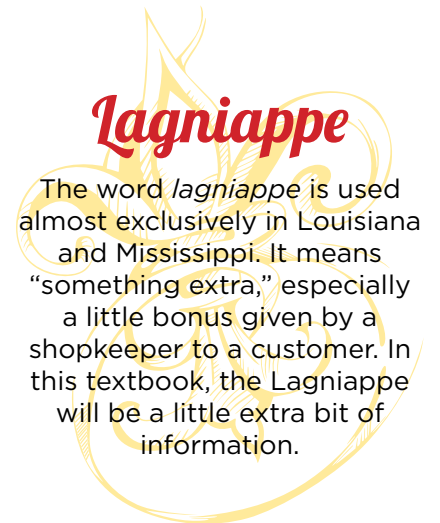 Lagniappe
The word lagniappe is used
almost exclusively in Louisiana
and Mississippi. It means
“something extra,” especially
a little bonus given by a
shopkeeper to a customer. In
this textbook, the Lagniappe
will be a little extra bit of
information.